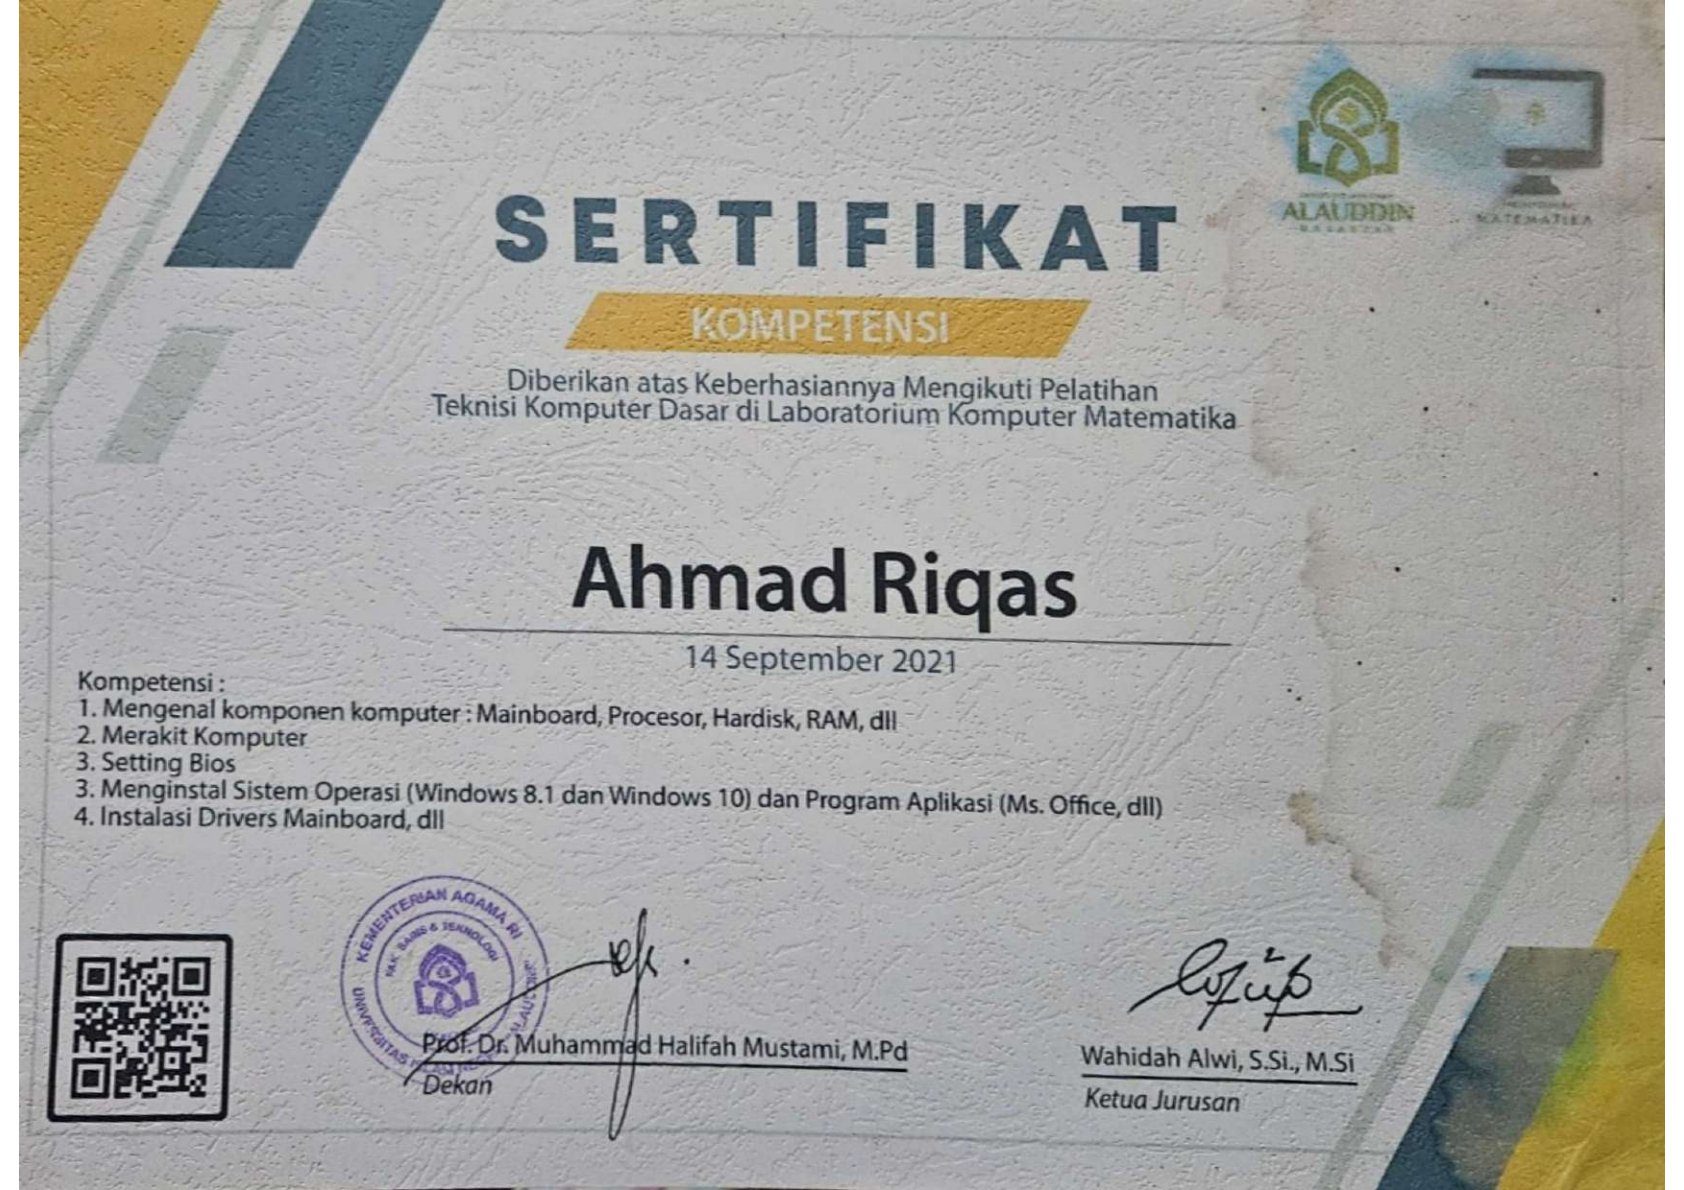 ALAUDDIN
MAKASSAR
MATEMATIKA
SERTIFIKAT
KOMPETENSI
Diberikan atas Keberhasiannya Mengikuti Pelatihan
Teknisi Komputer Dasar di Laboratorium Komputer Matematika
Ahmad Riqas
14 September 2021
Kompetensi :
1. Mengenal komponen komputer : Mainboard, Procesor, Hardisk, RAM, dll
2. Merakit Komputer
3. Setting Bios
3. Menginstal Sistem Operasi (Windows 8.1 dan Windows 10) dan Program Aplikasi (Ms. Office, dll)
4. Instalasi Drivers Mainboard, dll
KEMENTERIAN AGAMA RI
FAK. SAINS & TEKNOLOGI
UNIVERSITAS ISLAM ALAUDDIN
Prof. Dr. Muhammad Halifah Mustami, M.Pd
Dekan
Wahidah Alwi, S.Si., M.Si
Ketua Jurusan